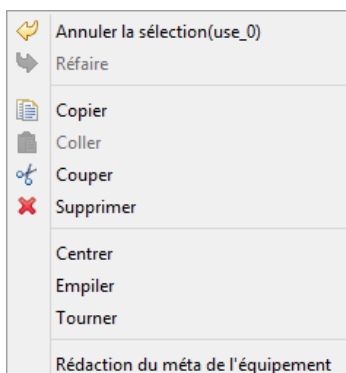 Annuler la sélection(use_0)
Réfaire
Copier
Coller
Couper
Supprimer
Centrer
Empiler
Tourner
Rédaction du méta de l'équipement